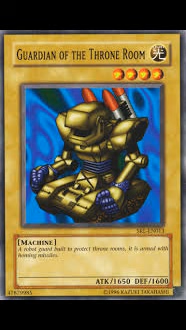 GUARDIAN OF THE THRONE ROOM
SRL-EN013
[MACHINE]
A robot guard built to protect throne rooms, it is armed with
homing missiles.
ATK/1650 DEF/1600
©1996 KAZUKI TAKAHASHI